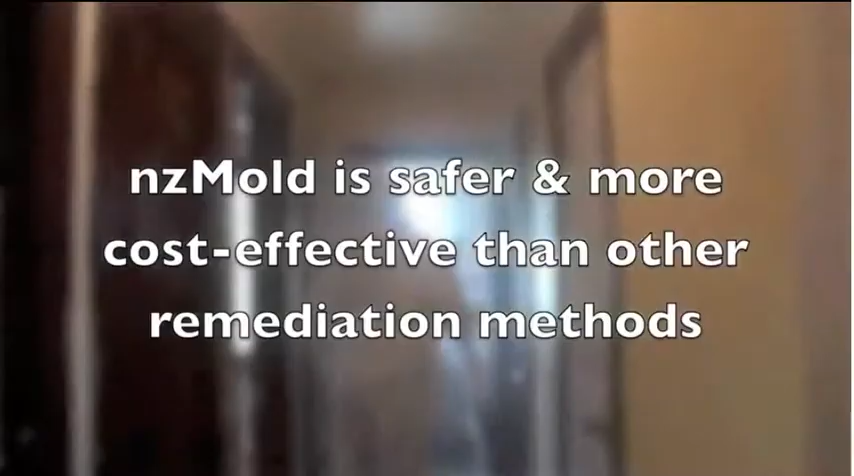 nzMold is safer & more
cost-effective than other
remediation methods